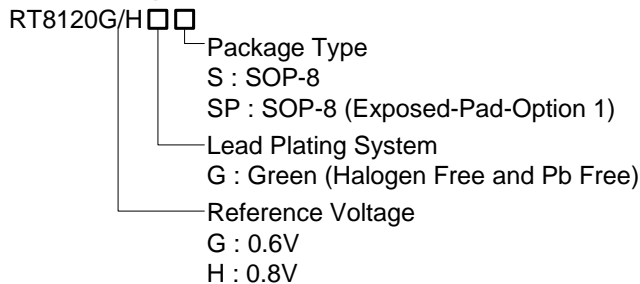 RT8120G/H□□
Package Type
S : SOP-8
SP : SOP-8 (Exposed-Pad-Option 1)
Lead Plating System
G : Green (Halogen Free and Pb Free)
Reference Voltage
G : 0.6V
H : 0.8V